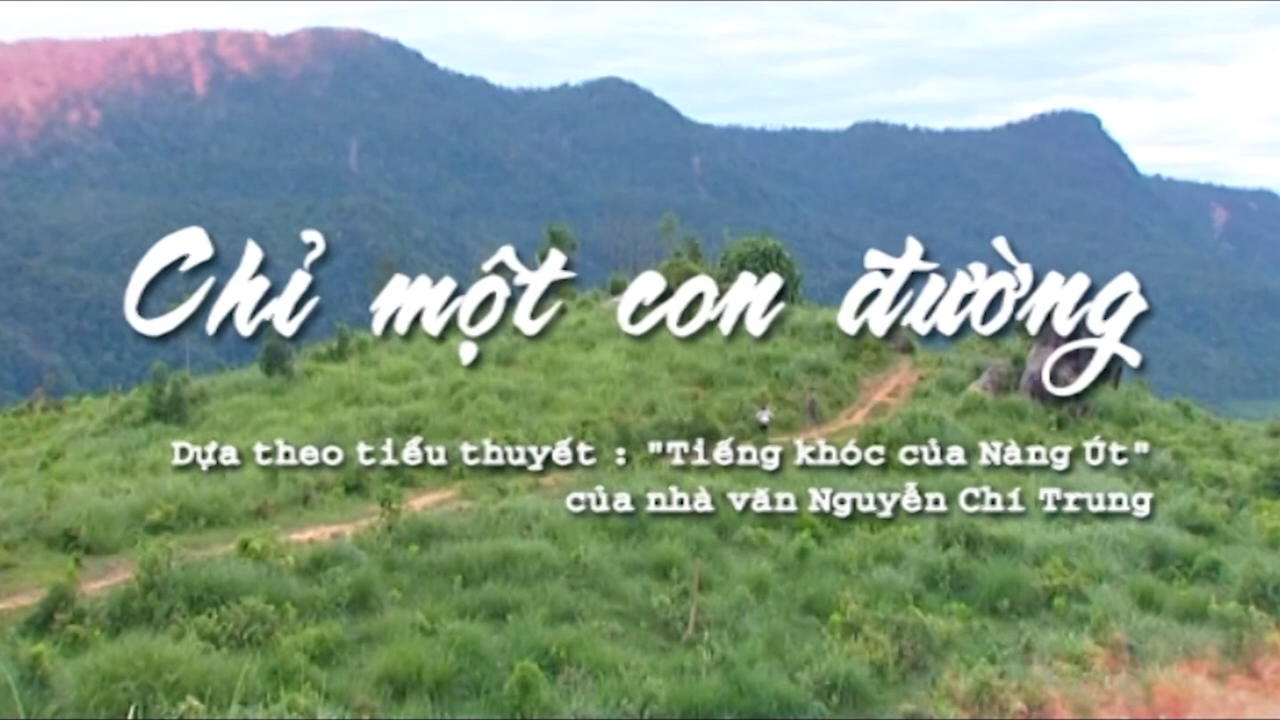 Chỉ một con đường
Dựa theo tiểu thuyết : "Tiếng khóc của Nàng Út"
của nhà văn Nguyễn Chí Trung